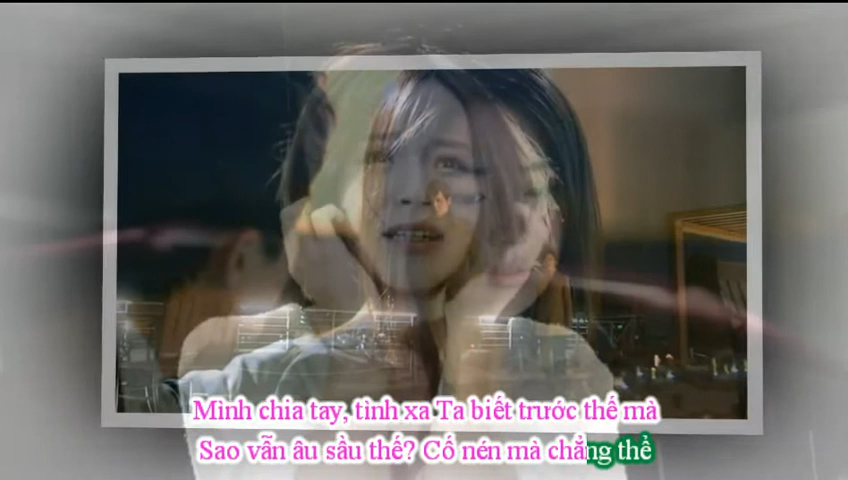 Mình chia tay, tình xa Ta biết trước thế mà
Sao vẫn âu sầu thế? Cố nén mà chẳng thể